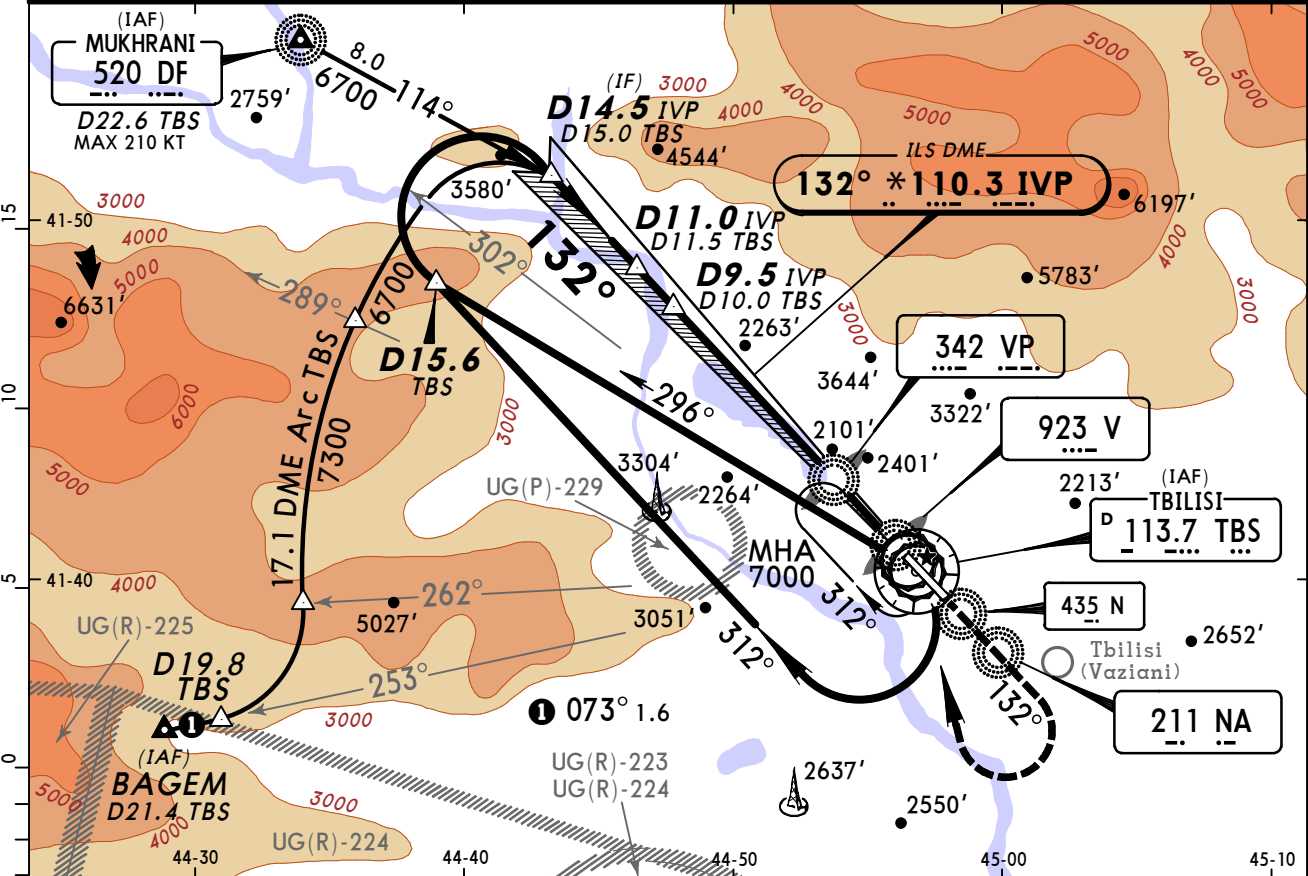 (IAF)
MUKHRANI
520 DF
D22.6 TBS
MAX 210 KT
2759'
8.0
6700
114°
(IF)
D14.5 IVP
D15.0 TBS
3000
4000
4544'
4000
5000
5000
4000
5000
ILS DME
132° *110.3 IVP
6197'
4000
5783'
3000
3580'
302°
132°
D11.0 IVP
D11.5 TBS
D9.5 IVP
D10.0 TBS
2263'
3000
3644'
3322'
15
41-50
3000
4000
5000
6631'
289°
6700
D15.6
TBS
6000
5000
17.1 DME Arc TBS
7300
3000
296°
342 VP
923 V
2101'
2401'
2213'
(IAF)
TBILISI
D 113.7 TBS
10
3304'
2264'
UG(P)-229
MHA
7000
312°
312°
435 N
2652'
Tbilisi
(Vaziani)
211 NA
132°
5
41-40
4000
262°
5027'
3051'
253°
UG(R)-225
D19.8
TBS
1
(IAF)
BAGEM
D21.4 TBS
3000
1 073° 1.6
UG(R)-223
UG(R)-224
2637'
2550'
0
5000
4000
3000
UG(R)-224
44-30
44-40
44-50
45-00
45-10